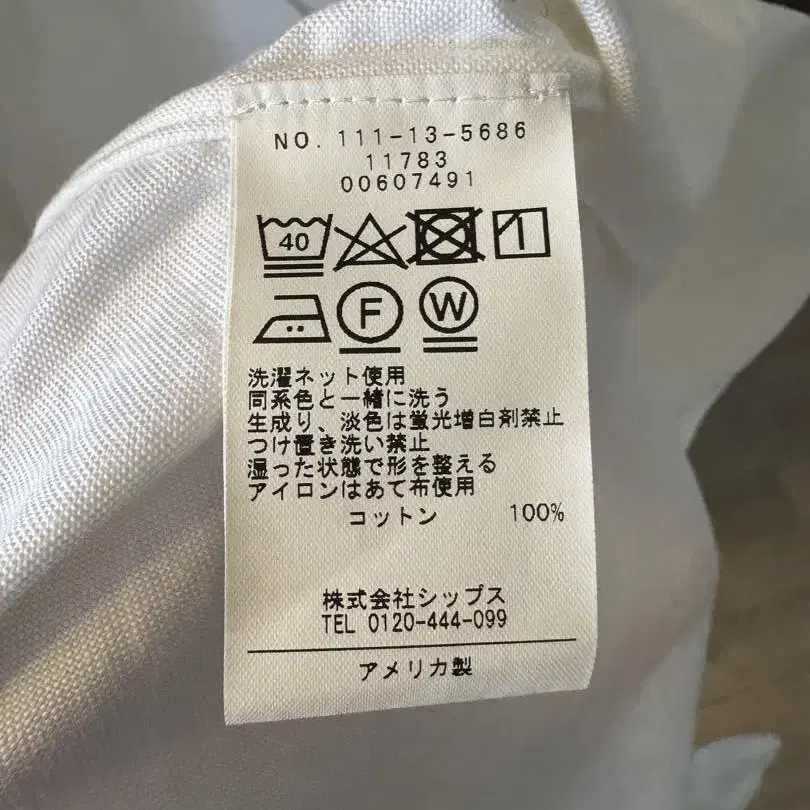 NO. 111-13-5686
11783
00607491
40
F W
洗濯ネット使用
同系色と一緒に洗う
生成り、淡色は蛍光増白剤禁止
つけ置き洗い禁止
湿った状態で形を整える
アイロンはあて布使用
コットン 100%
株式会社シップス
TEL 0120-444-099
アメリカ製